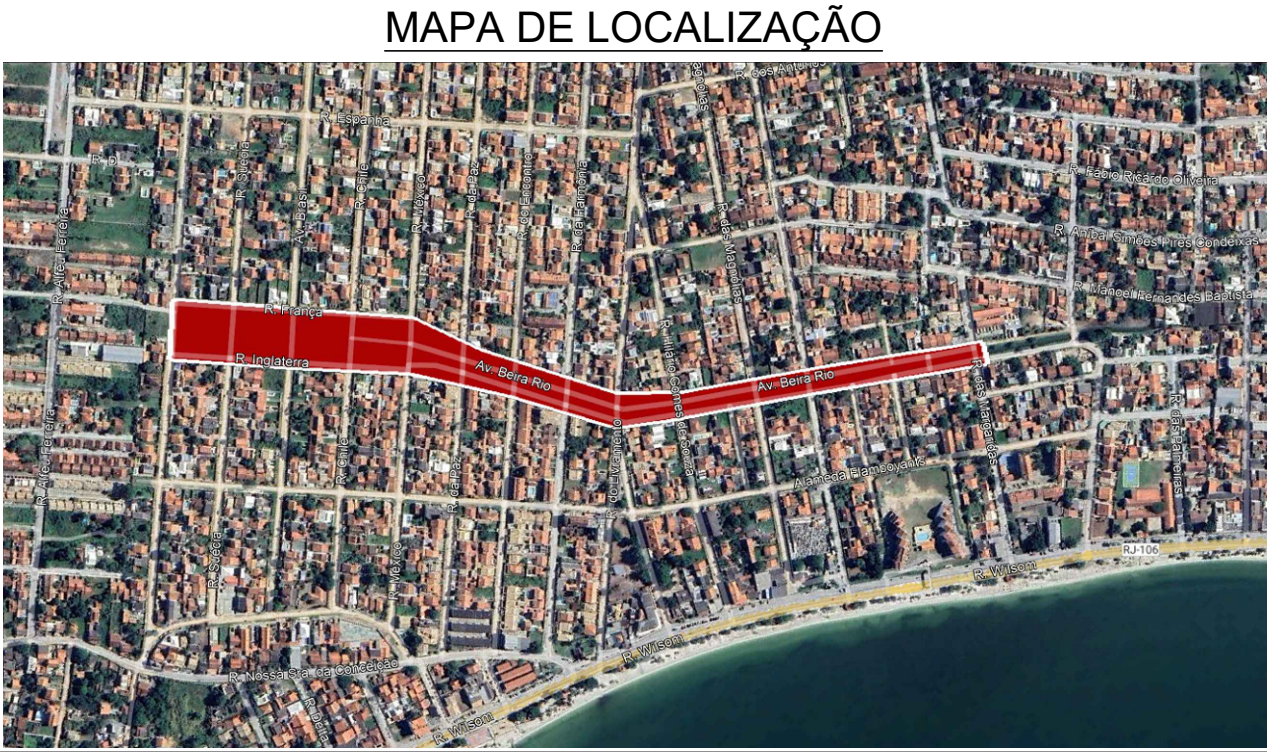 MAPA DE LOCALIZAÇÃO
R. dos Antúrios
R. Espanha
R. D
R. Fábio Ricardo Oliveira
R. Suécia
Av. Brasil
R. Chile
R. México
R. da Paz
R. do Encontro
R. da Harmonia
R. das Magnólias
R. Alfeu Ferreira
R. Aníbal Simões Pires Condeixas
R. Manoel Fernandes Baptista
R. França
R. Inglaterra
Av. Beira Rio
Av. Beira Rio
R. das Margaridas
R. das Palmeiras
R. Alfeu Ferreira
R. Chile
R. da Paz
Alameda Flamboyant
R. Suécia
R. México
RJ-106
R. Wilsom
R. Wilsom
R. Nossa Sra. da Conceição
R. Wilsom